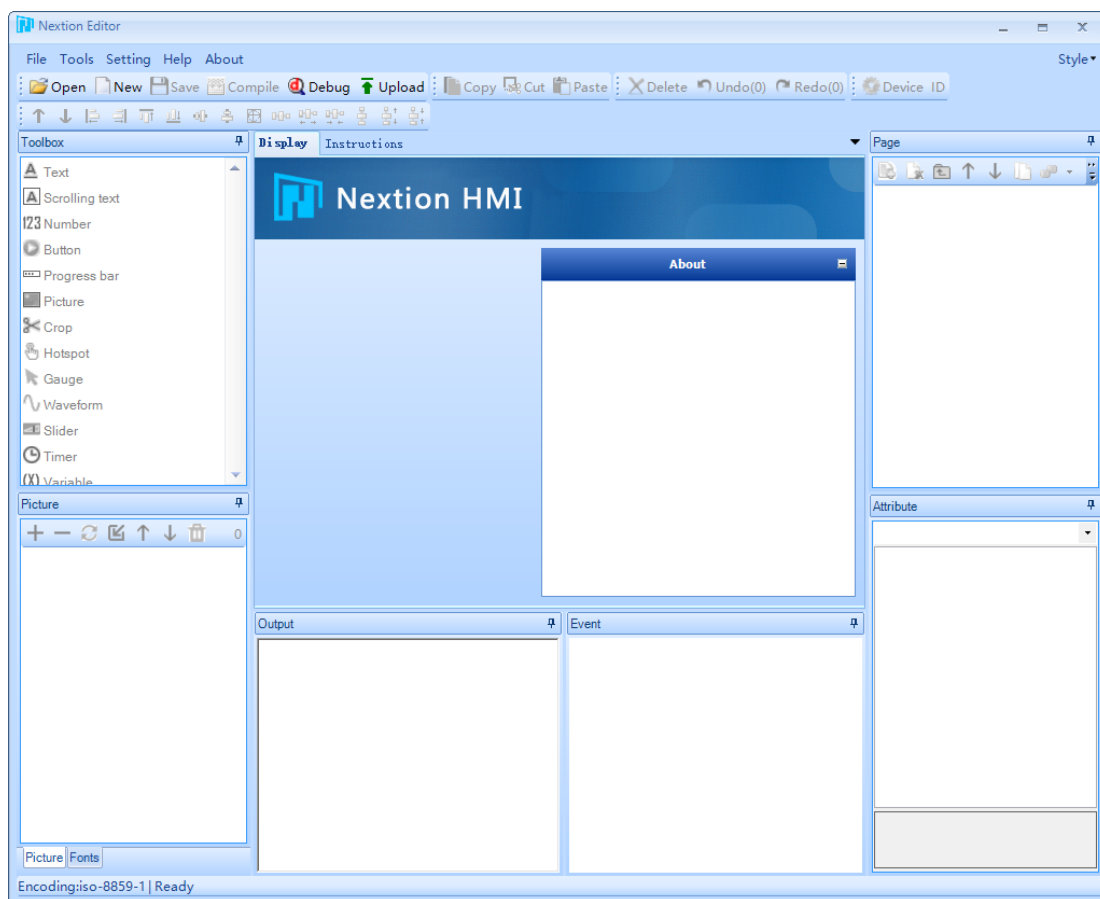 Nextion Editor
File Tools Setting Help About Style
Open New Save Compile Debug Upload Copy Cut Paste Delete Undo(0) Redo(0) Device ID
Toolbox
Text
Scrolling text
123 Number
Button
Progress bar
Picture
Crop
Hotspot
Gauge
Waveform
Slider
Timer
(X) Variable
Picture
0
Picture Fonts
Display Instructions
Nextion HMI
About
Output
Event
Page
Attribute
Encoding:iso-8859-1 | Ready